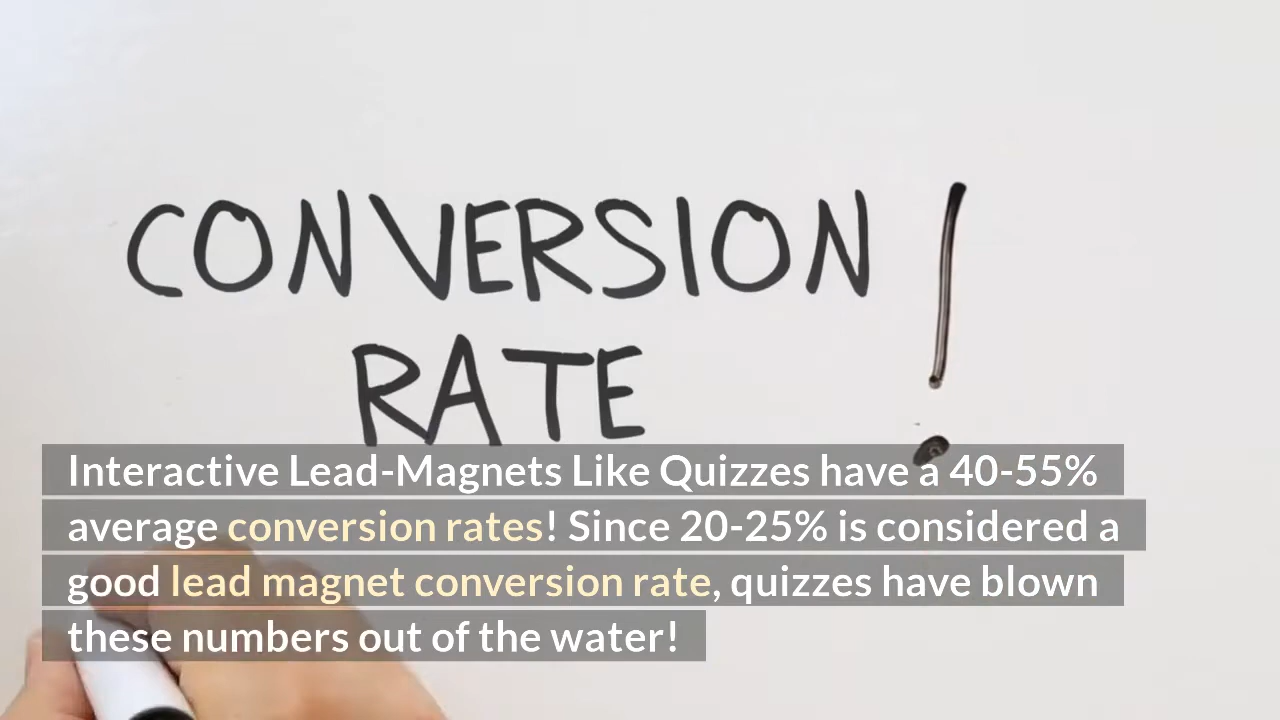 CONVERSION !
RATE
Interactive Lead-Magnets Like Quizzes have a 40-55%
average conversion rates! Since 20-25% is considered a
good lead magnet conversion rate, quizzes have blown
these numbers out of the water!